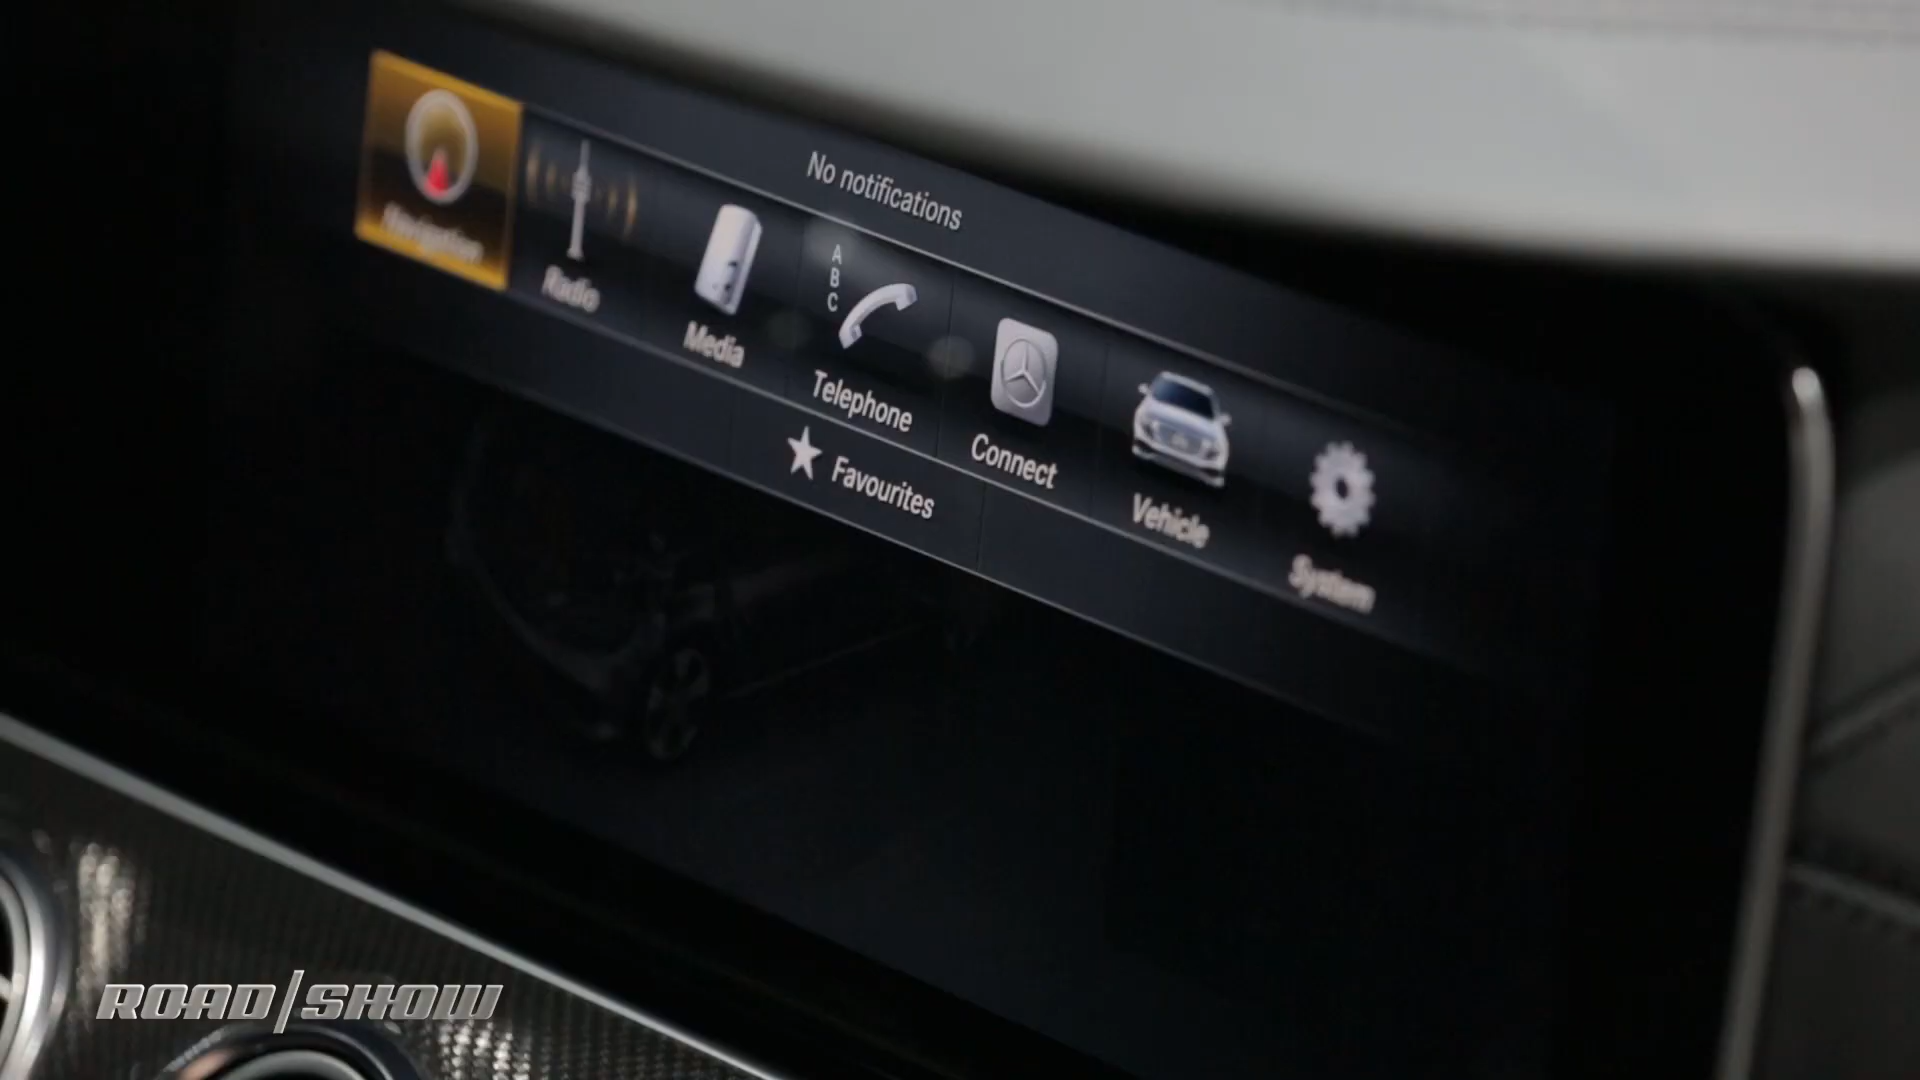 No notifications
Navigation
Radio
Media
A
B
C
Telephone
Connect
Vehicle
System
Favourites
ROAD/SHOW